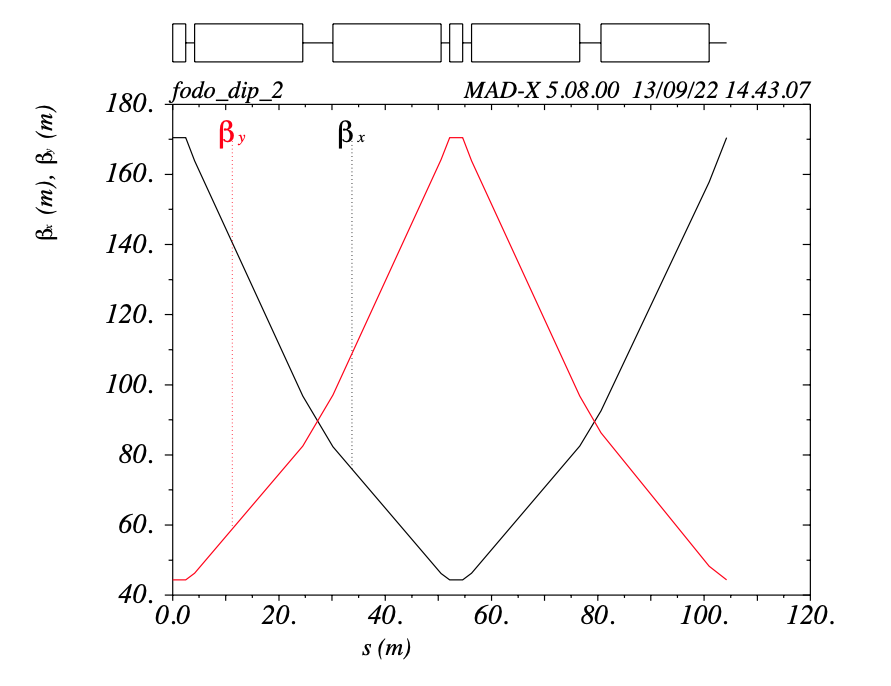 fodo_dip_2 MAD-X 5.08.00 13/09/22 14.43.07
βx (m), βy (m)
βy βx
180.
160.
140.
120.
100.
80.
60.
40.
0.0 20. 40. 60. 80. 100. 120.
s (m)